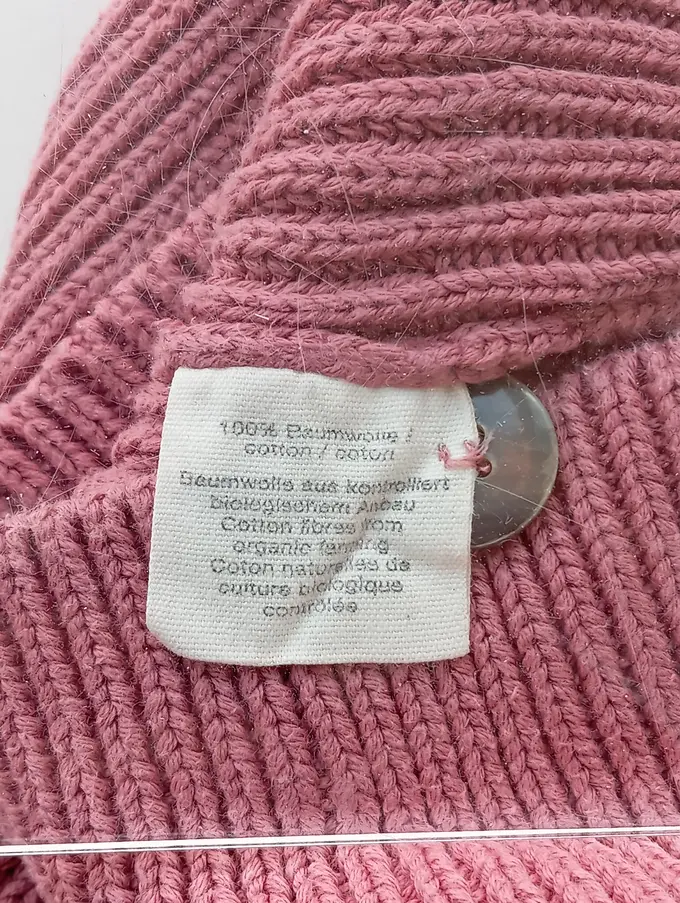 100% Baumwolle /
cotton / coton
Baumwolle aus kontrolliert
biologischem Anbau
Cotton fibres from
organic farming
Coton naturelles de
culture biologique
contrôlée